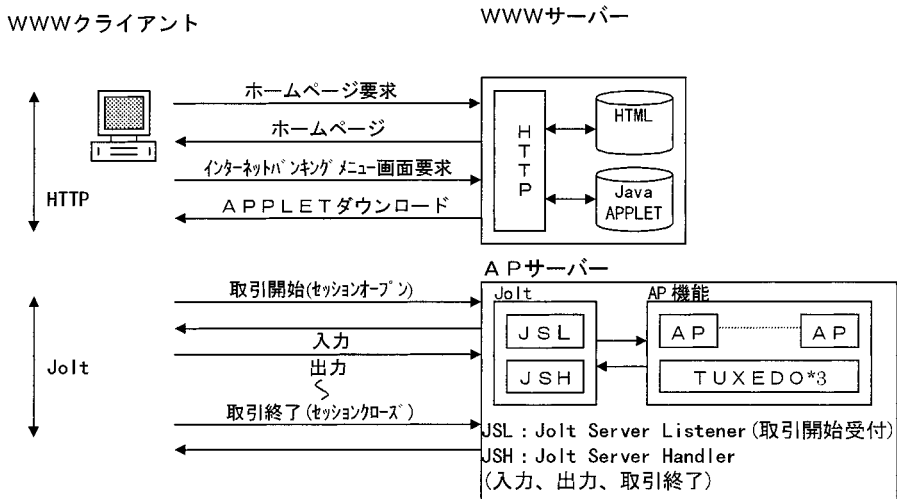 WWWクライアント
WWWサーバー
ホームページ要求
ホームページ
インターネットバンキングメニュー画面要求
APPLETダウンロード
HTTP
HTTP
HTML
Java
APPLET
APサーバー
取引開始(セッションオープン)
入力
出力
取引終了(セッションクローズ)
Jolt
Jolt
JSL
JSH
AP機能
AP
AP
TUXEDO*3
JSL:Jolt Server Listener(取引開始受付)
JSH:Jolt Server Handler
(入力、出力、取引終了)